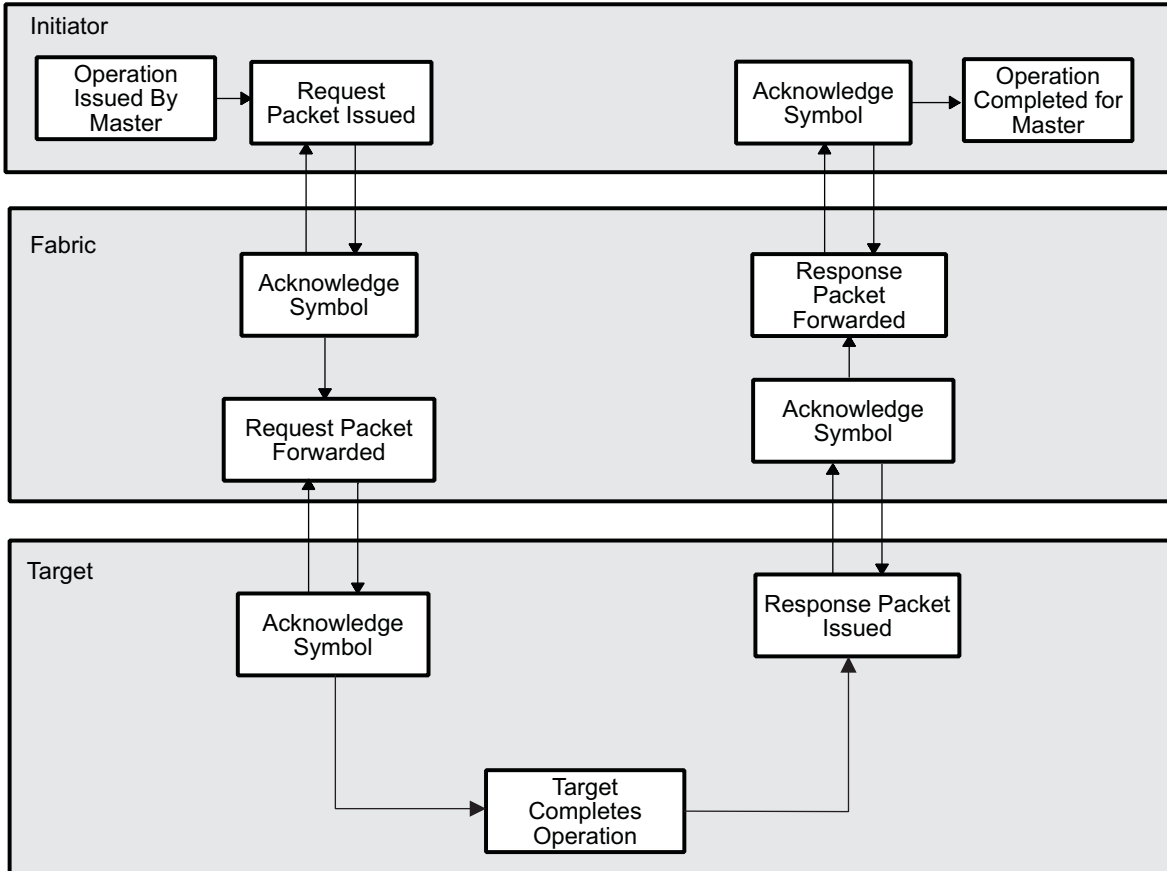 Initiator
Operation
Issued By
Master
Request
Packet Issued
Acknowledge
Symbol
Operation
Completed for
Master
Fabric
Acknowledge
Symbol
Response
Packet
Forwarded
Request Packet
Forwarded
Acknowledge
Symbol
Target
Acknowledge
Symbol
Response Packet
Issued
Target
Completes
Operation